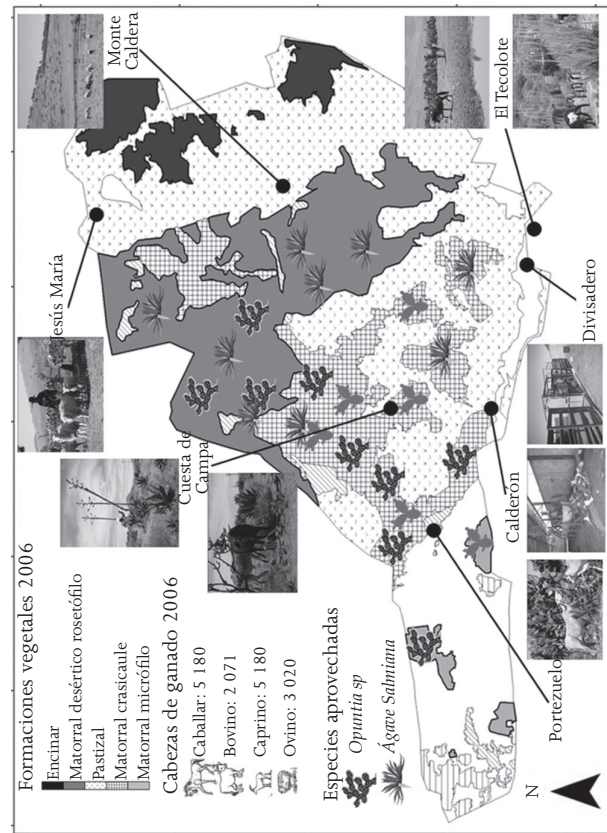 Formaciones vegetales 2006
Encinar
Matorral desértico rosetófilo
Pastizal
Matorral crasicaule
Matorral micrófilo
Cabezas de ganado 2006
Caballar: 5 180
Bovino: 2 071
Caprino: 5 180
Ovino: 3 020
Especies aprovechadas
Opuntia sp
Ágave Salmiana
N
Jesús María
Monte
Caldera
Cuesta de
Campa
Portezuelo
Calderón
Divisadero
El Tecolote